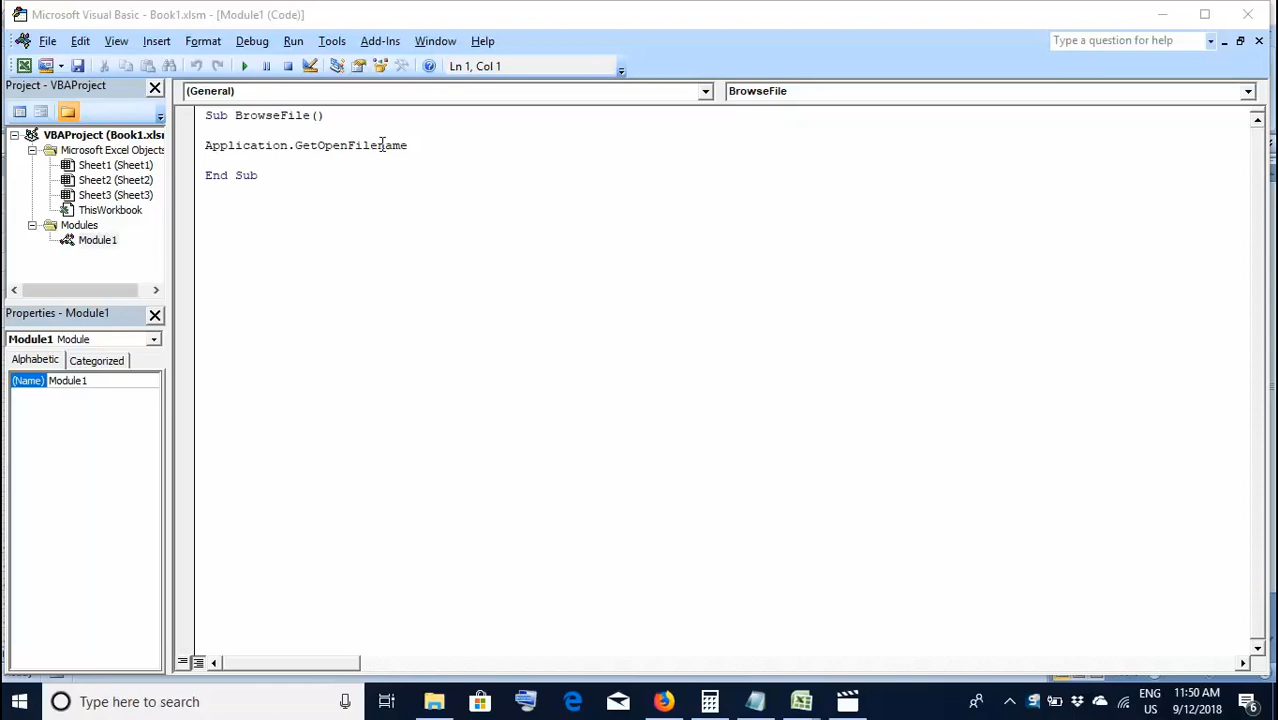 Microsoft Visual Basic - Book1.xlsm - [Module1 (Code)]
File Edit View Insert Format Debug Run Tools Add-Ins Window Help
Type a question for help
Ln 1, Col 1
Project - VBAProject
(General)
BrowseFile
VBAProject (Book1.xlsm
Microsoft Excel Objects
Sheet1 (Sheet1)
Sheet2 (Sheet2)
Sheet3 (Sheet3)
ThisWorkbook
Modules
Module1
Sub BrowseFile()
Application.GetOpenFilename
End Sub
Properties - Module1
Module1 Module
Alphabetic Categorized
(Name) Module1
Type here to search
ENG
US
11:50 AM
9/12/2018
6